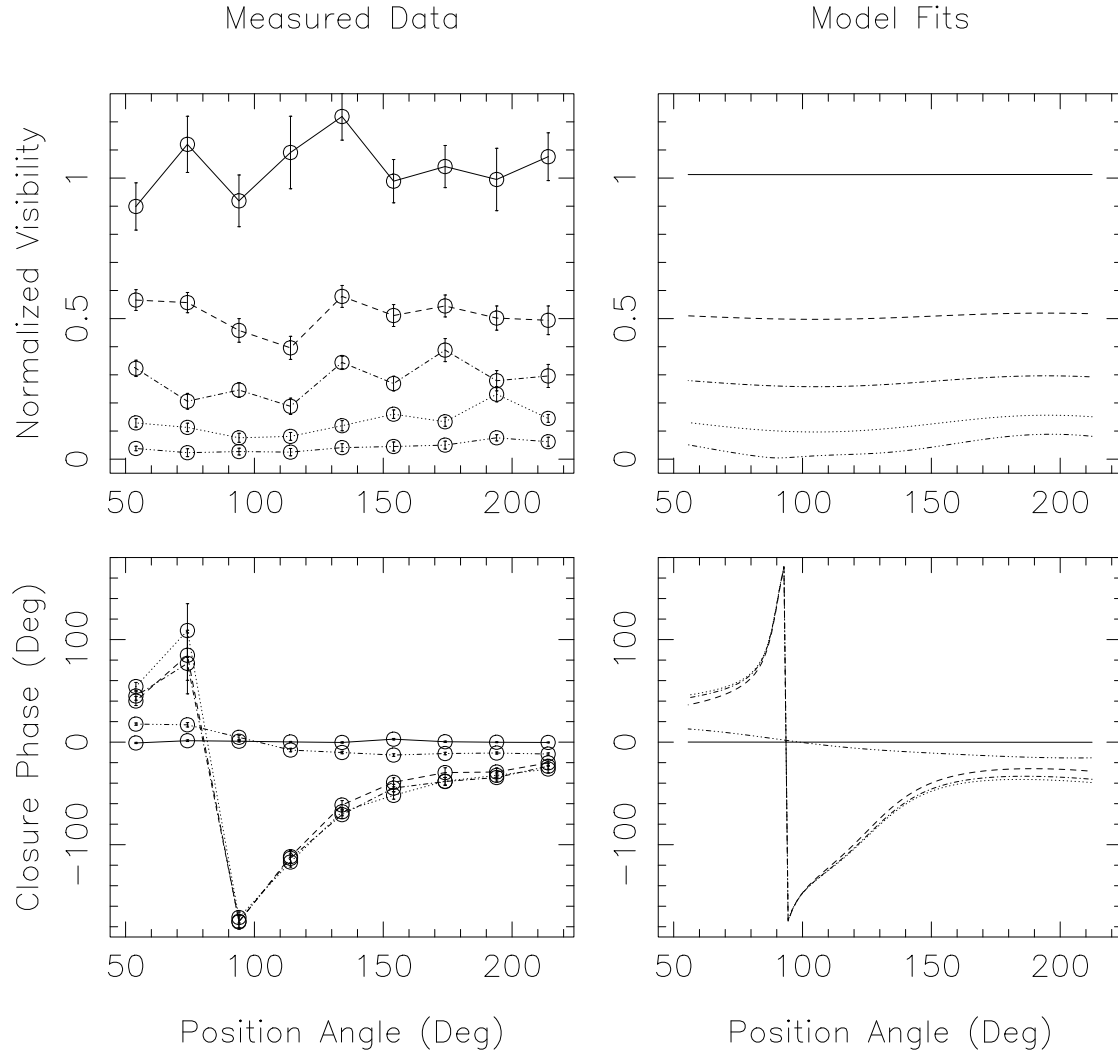 Measured Data
Model Fits
Normalized Visibility
1
0.5
0
50 100 150 200
1
0.5
0
50 100 150 200
Closure Phase (Deg)
100
0
−100
50 100 150 200
Position Angle (Deg)
100
0
−100
50 100 150 200
Position Angle (Deg)